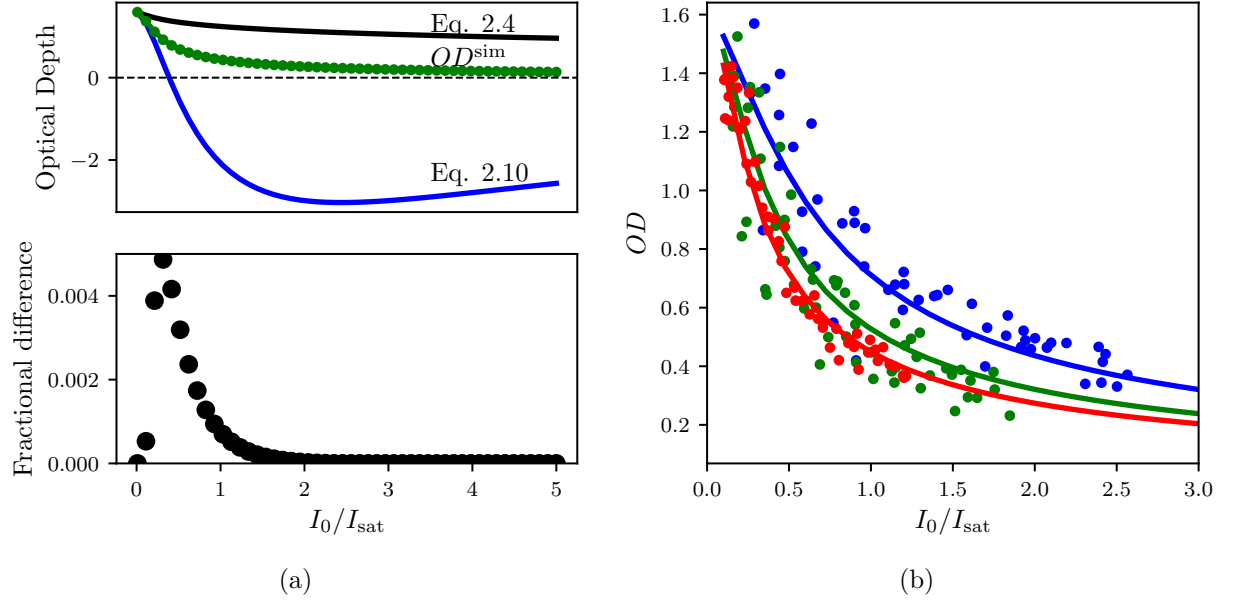 Optical Depth
0
−2
Eq. 2.4
OD^sim
Eq. 2.10
Fractional difference
0.004
0.002
0.000
0 1 2 3 4 5
I_0/I_sat
(a)
OD
1.6
1.4
1.2
1.0
0.8
0.6
0.4
0.2
0.0 0.5 1.0 1.5 2.0 2.5 3.0
I_0/I_sat
(b)